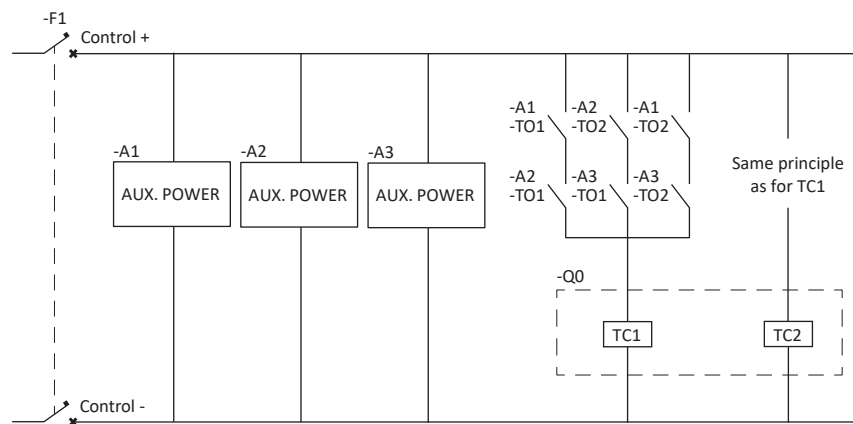 -F1
Control +
-A1
AUX. POWER
-A2
AUX. POWER
-A3
AUX. POWER
-A1
-TO1
-A2
-TO2
-A1
-TO2
-A2
-TO1
-A3
-TO1
-A3
-TO2
Same principle
as for TC1
-Q0
TC1
TC2
Control -